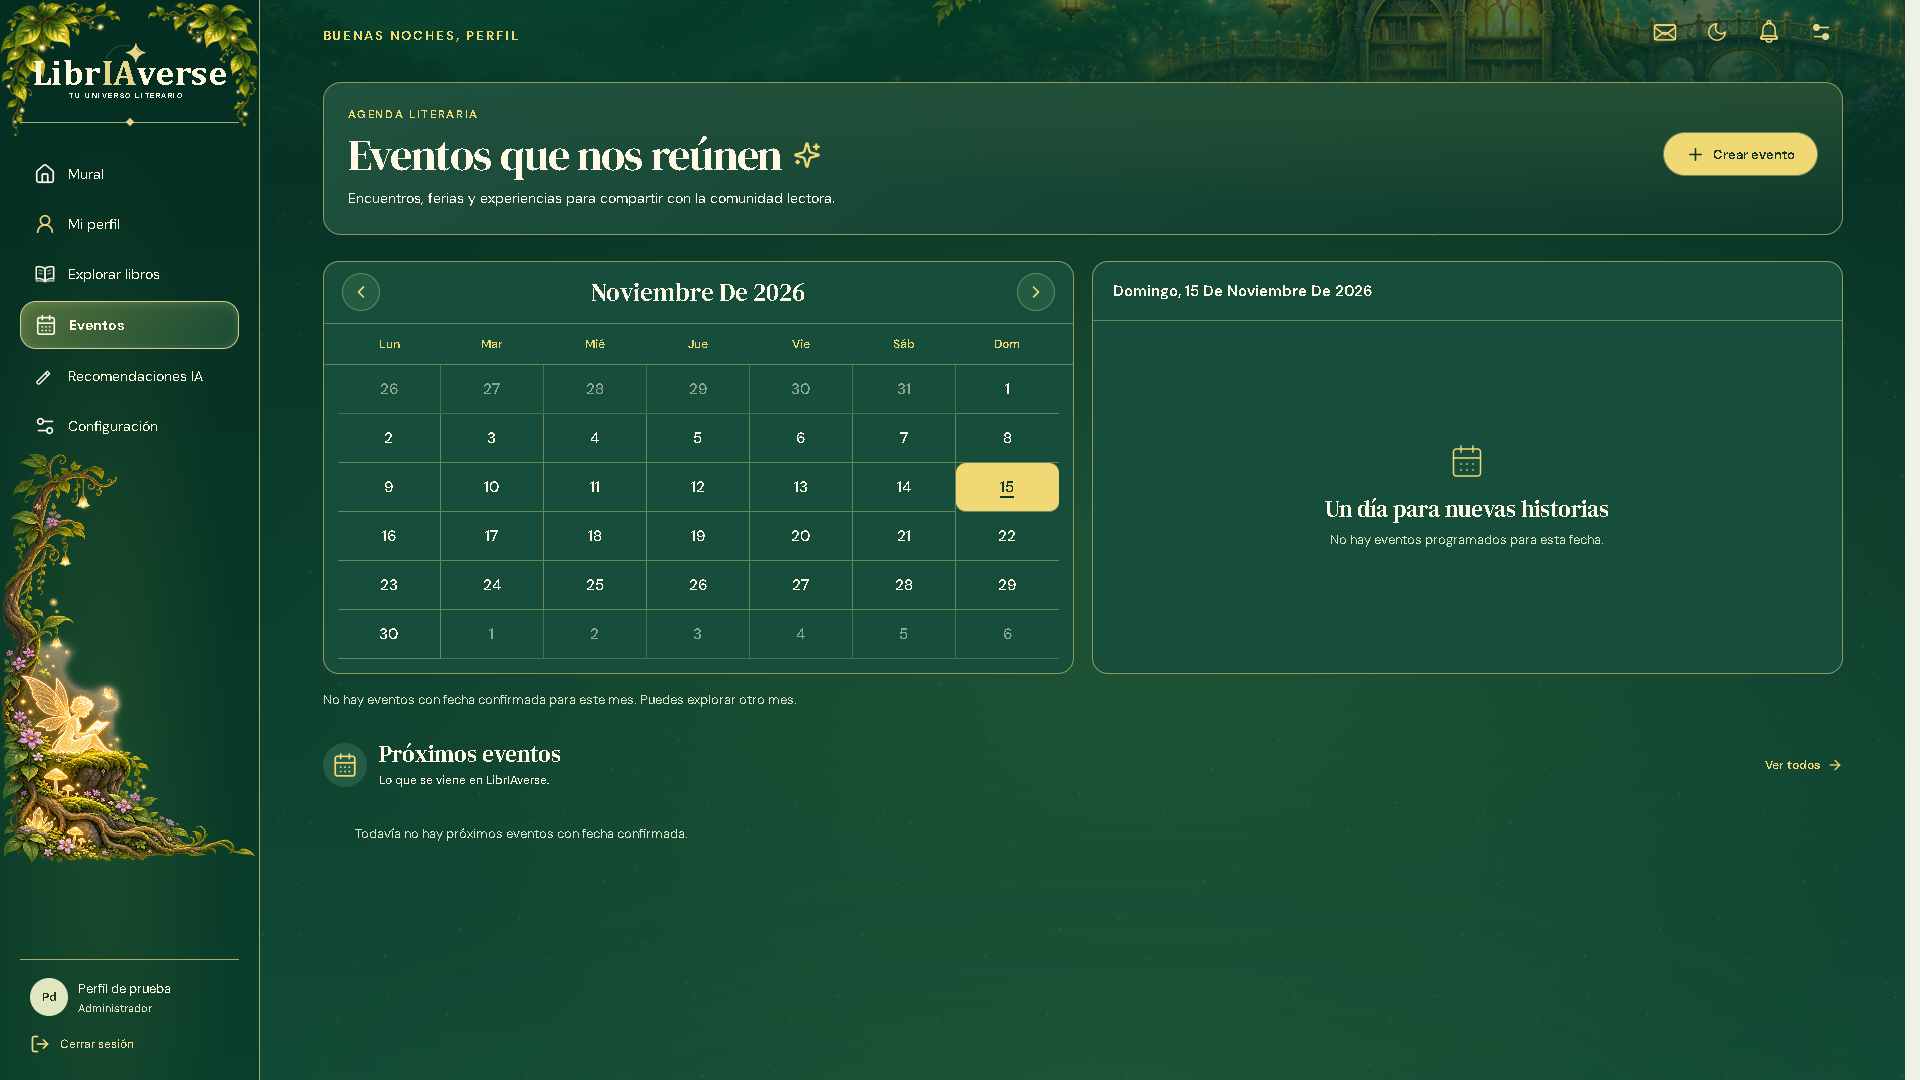 LibrIAverse
TU UNIVERSO LITERARIO
Mural
Mi perfil
Explorar libros
Eventos
Recomendaciones IA
Configuración
Pd
Perfil de prueba
Administrador
Cerrar sesión
BUENAS NOCHES, PERFIL
AGENDA LITERARIA
Eventos que nos reúnen
Encuentros, ferias y experiencias para compartir con la comunidad lectora.
Crear evento
Noviembre De 2026
Lun Mar Mié Jue Vie Sáb Dom
26 27 28 29 30 31 1
2 3 4 5 6 7 8
9 10 11 12 13 14 15
16 17 18 19 20 21 22
23 24 25 26 27 28 29
30 1 2 3 4 5 6
Domingo, 15 De Noviembre De 2026
Un día para nuevas historias
No hay eventos programados para esta fecha.
No hay eventos con fecha confirmada para este mes. Puedes explorar otro mes.
Próximos eventos
Lo que se viene en LibrIAverse.
Ver todos
Todavía no hay próximos eventos con fecha confirmada.